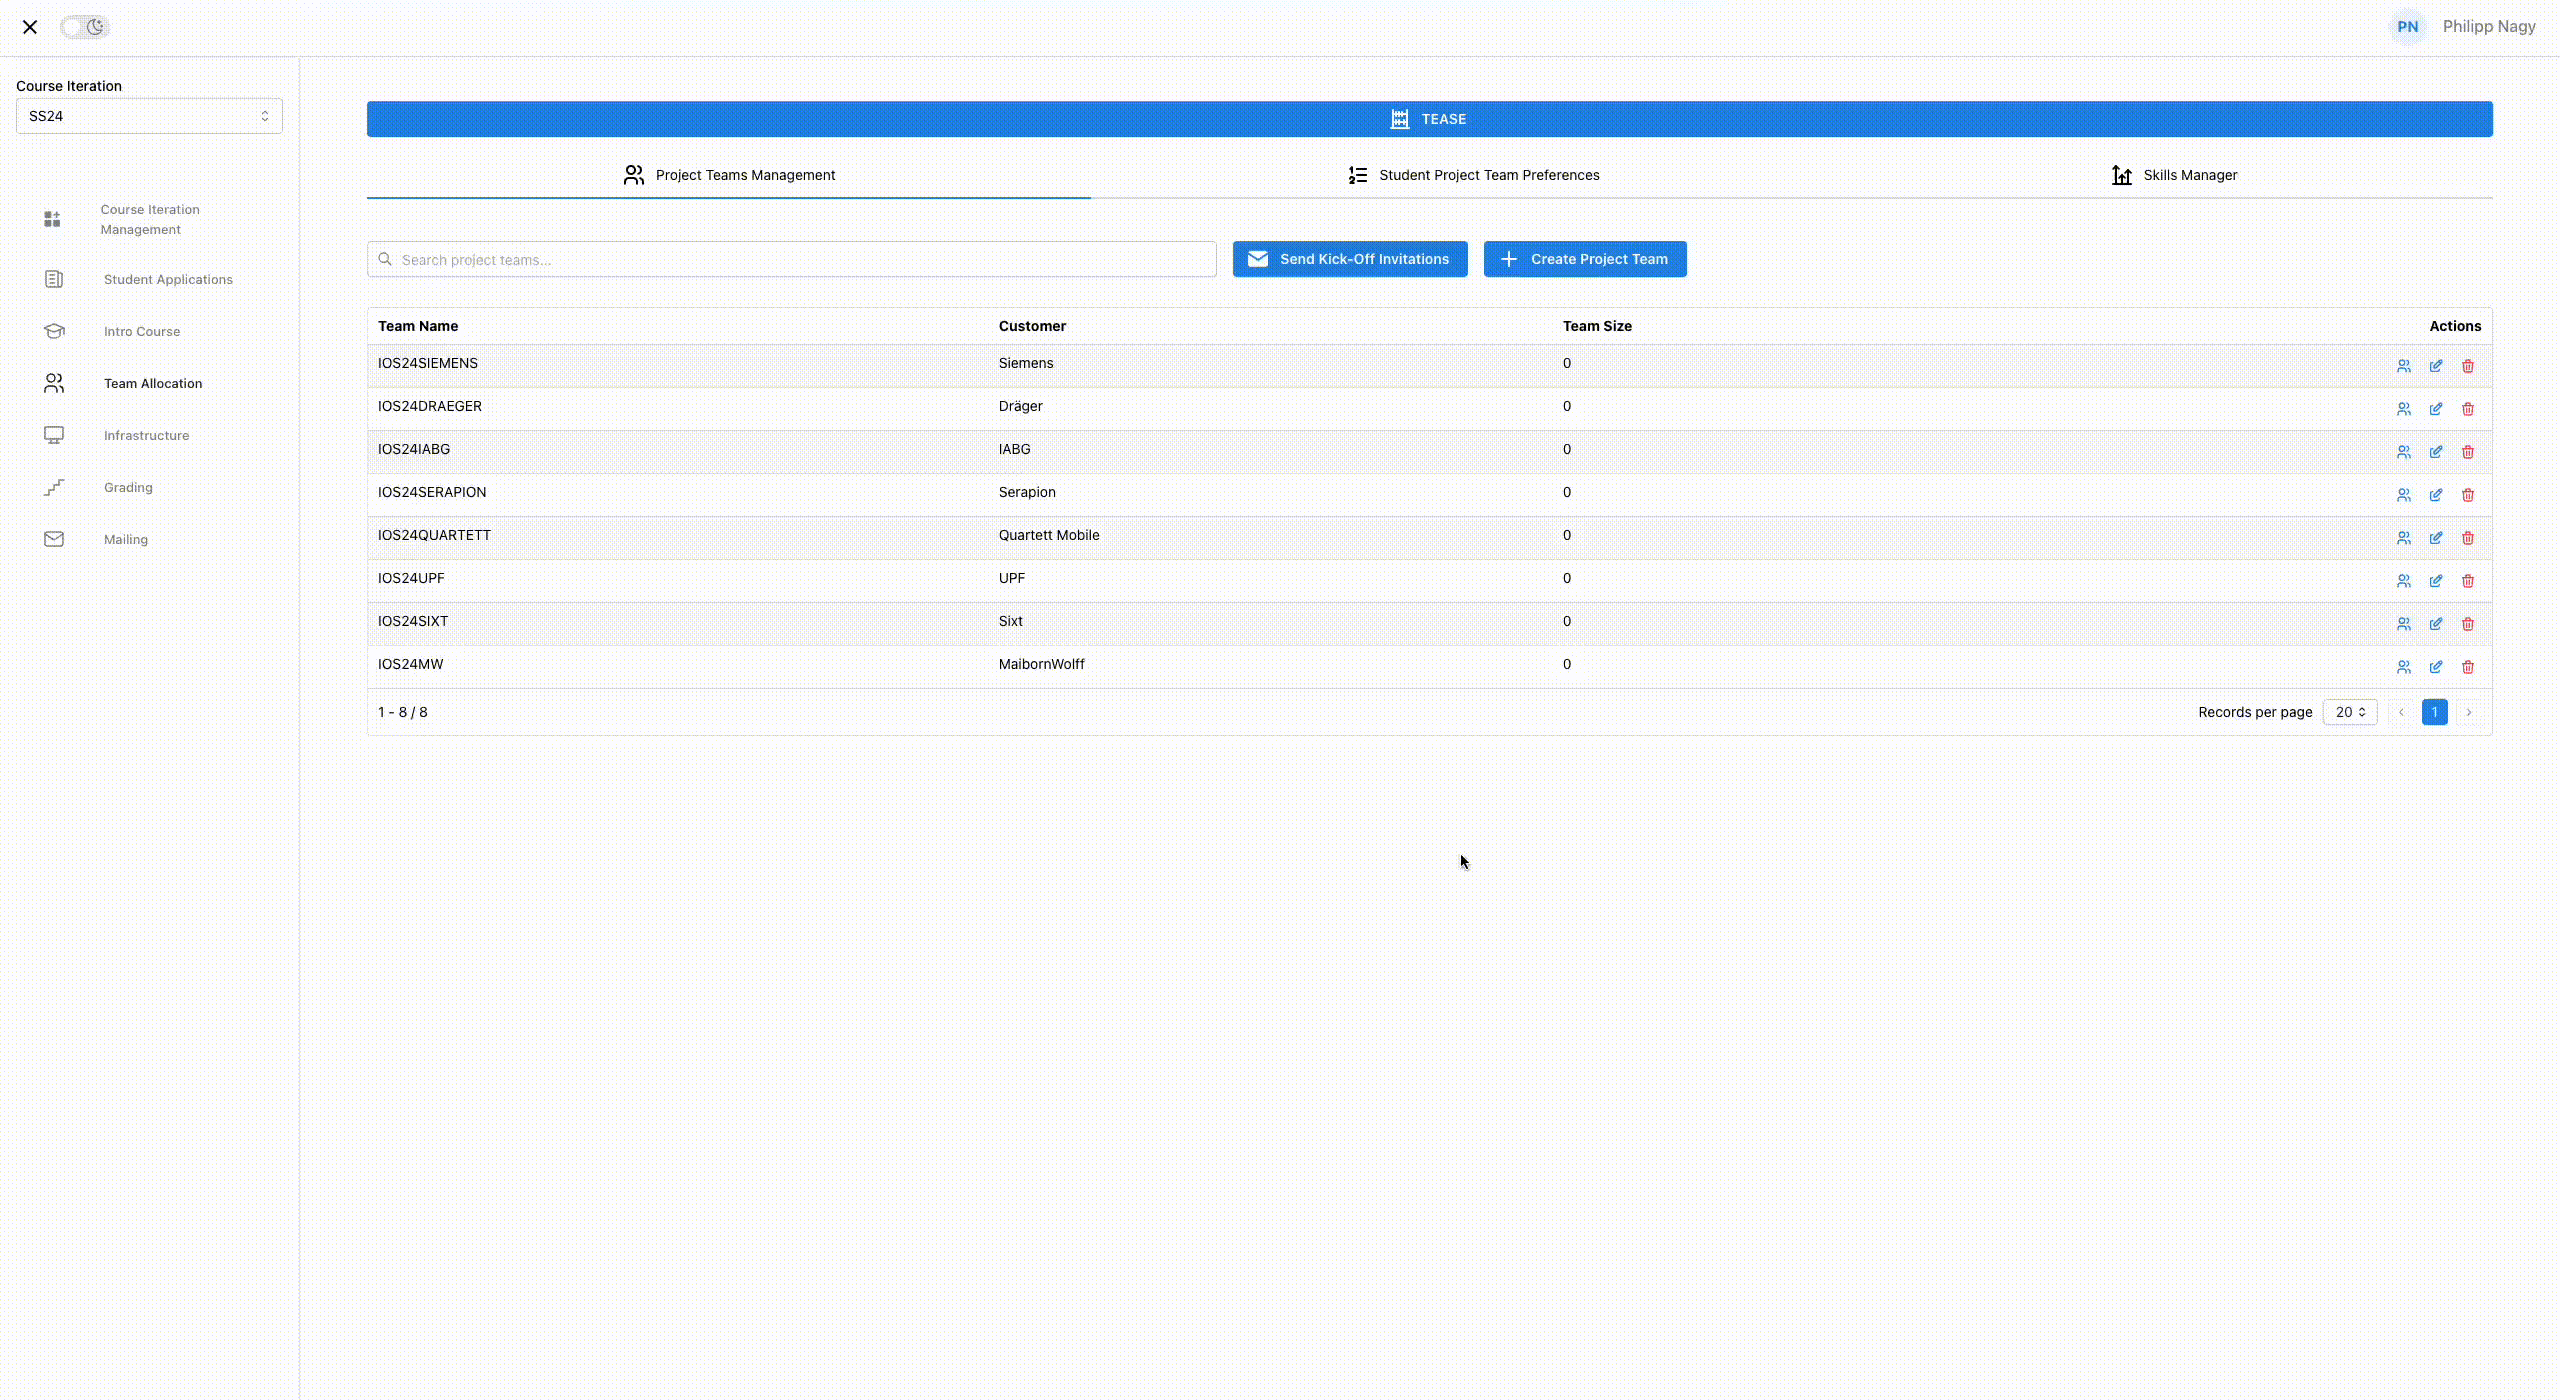 PN Philipp Nagy
Course Iteration
SS24
TEASE
Project Teams Management Student Project Team Preferences Skills Manager
Course Iteration
Management
Student Applications
Intro Course
Team Allocation
Infrastructure
Grading
Mailing
Search project teams... Send Kick-Off Invitations Create Project Team
Team Name Customer Team Size Actions
IOS24SIEMENS Siemens 0
IOS24DRAEGER Dräger 0
IOS24IABG IABG 0
IOS24SERAPION Serapion 0
IOS24QUARTETT Quartett Mobile 0
IOS24UPF UPF 0
IOS24SIXT Sixt 0
IOS24MW MaibornWolff 0
1 - 8 / 8 Records per page 20 1